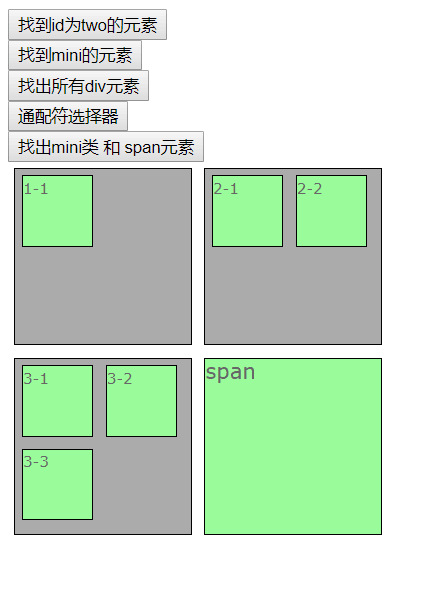 找到id为two的元素
找到mini的元素
找出所有div元素
通配符选择器
找出mini类 和 span元素
1-1
2-1 2-2
3-1 3-2
span
3-3